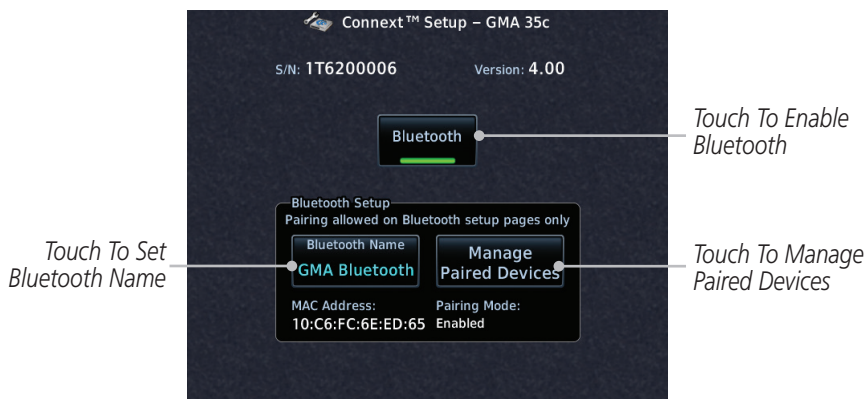 Connext™ Setup – GMA 35c
S/N: 1T6200006 Version: 4.00
Bluetooth
Touch To Enable
Bluetooth
Bluetooth Setup
Pairing allowed on Bluetooth setup pages only
Touch To Set
Bluetooth Name
Bluetooth Name
GMA Bluetooth
Manage
Paired Devices
Touch To Manage
Paired Devices
MAC Address:
10:C6:FC:6E:ED:65
Pairing Mode:
Enabled